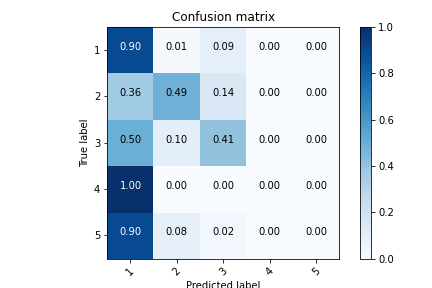 Confusion matrix
1.0
1 0.90 0.01 0.09 0.00 0.00
0.8
2 0.36 0.49 0.14 0.00 0.00
0.6
True label
3 0.50 0.10 0.41 0.00 0.00
0.4
4 1.00 0.00 0.00 0.00 0.00
0.2
5 0.90 0.08 0.02 0.00 0.00
0.0
1 2 3 4 5
Predicted label